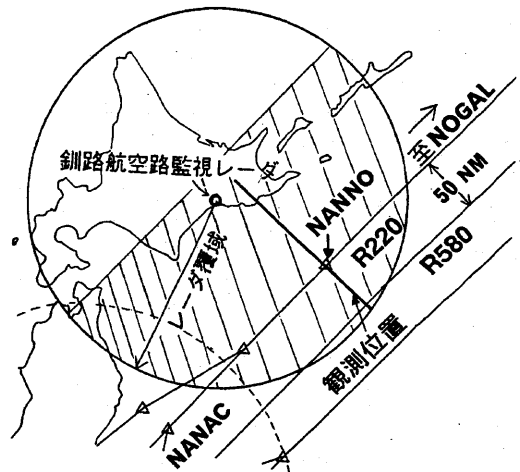 釧路航空路監視レーダ
レーダ覆域
NANNO
R220
至NOGAL
50 NM
R580
観測位置
NANAC